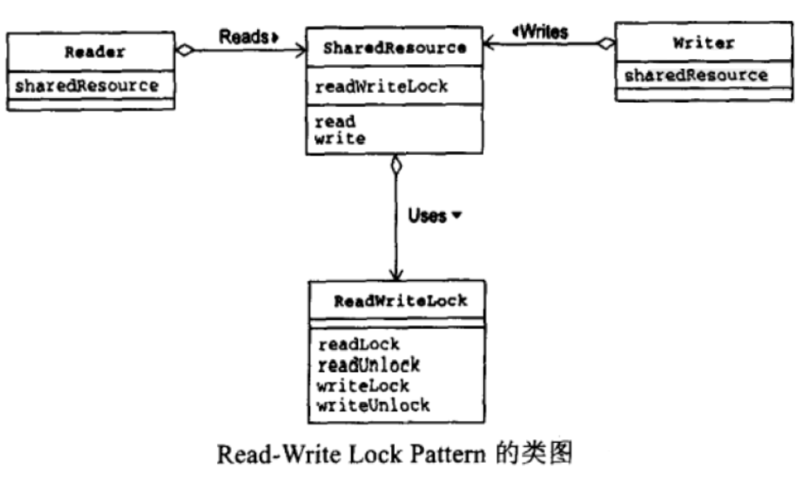 Reader
sharedResource
Reads
SharedResource
readWriteLock
read
write
Writes
Writer
sharedResource
Uses
ReadWriteLock
readLock
readUnlock
writeLock
writeUnlock
Read-Write Lock Pattern 的类图